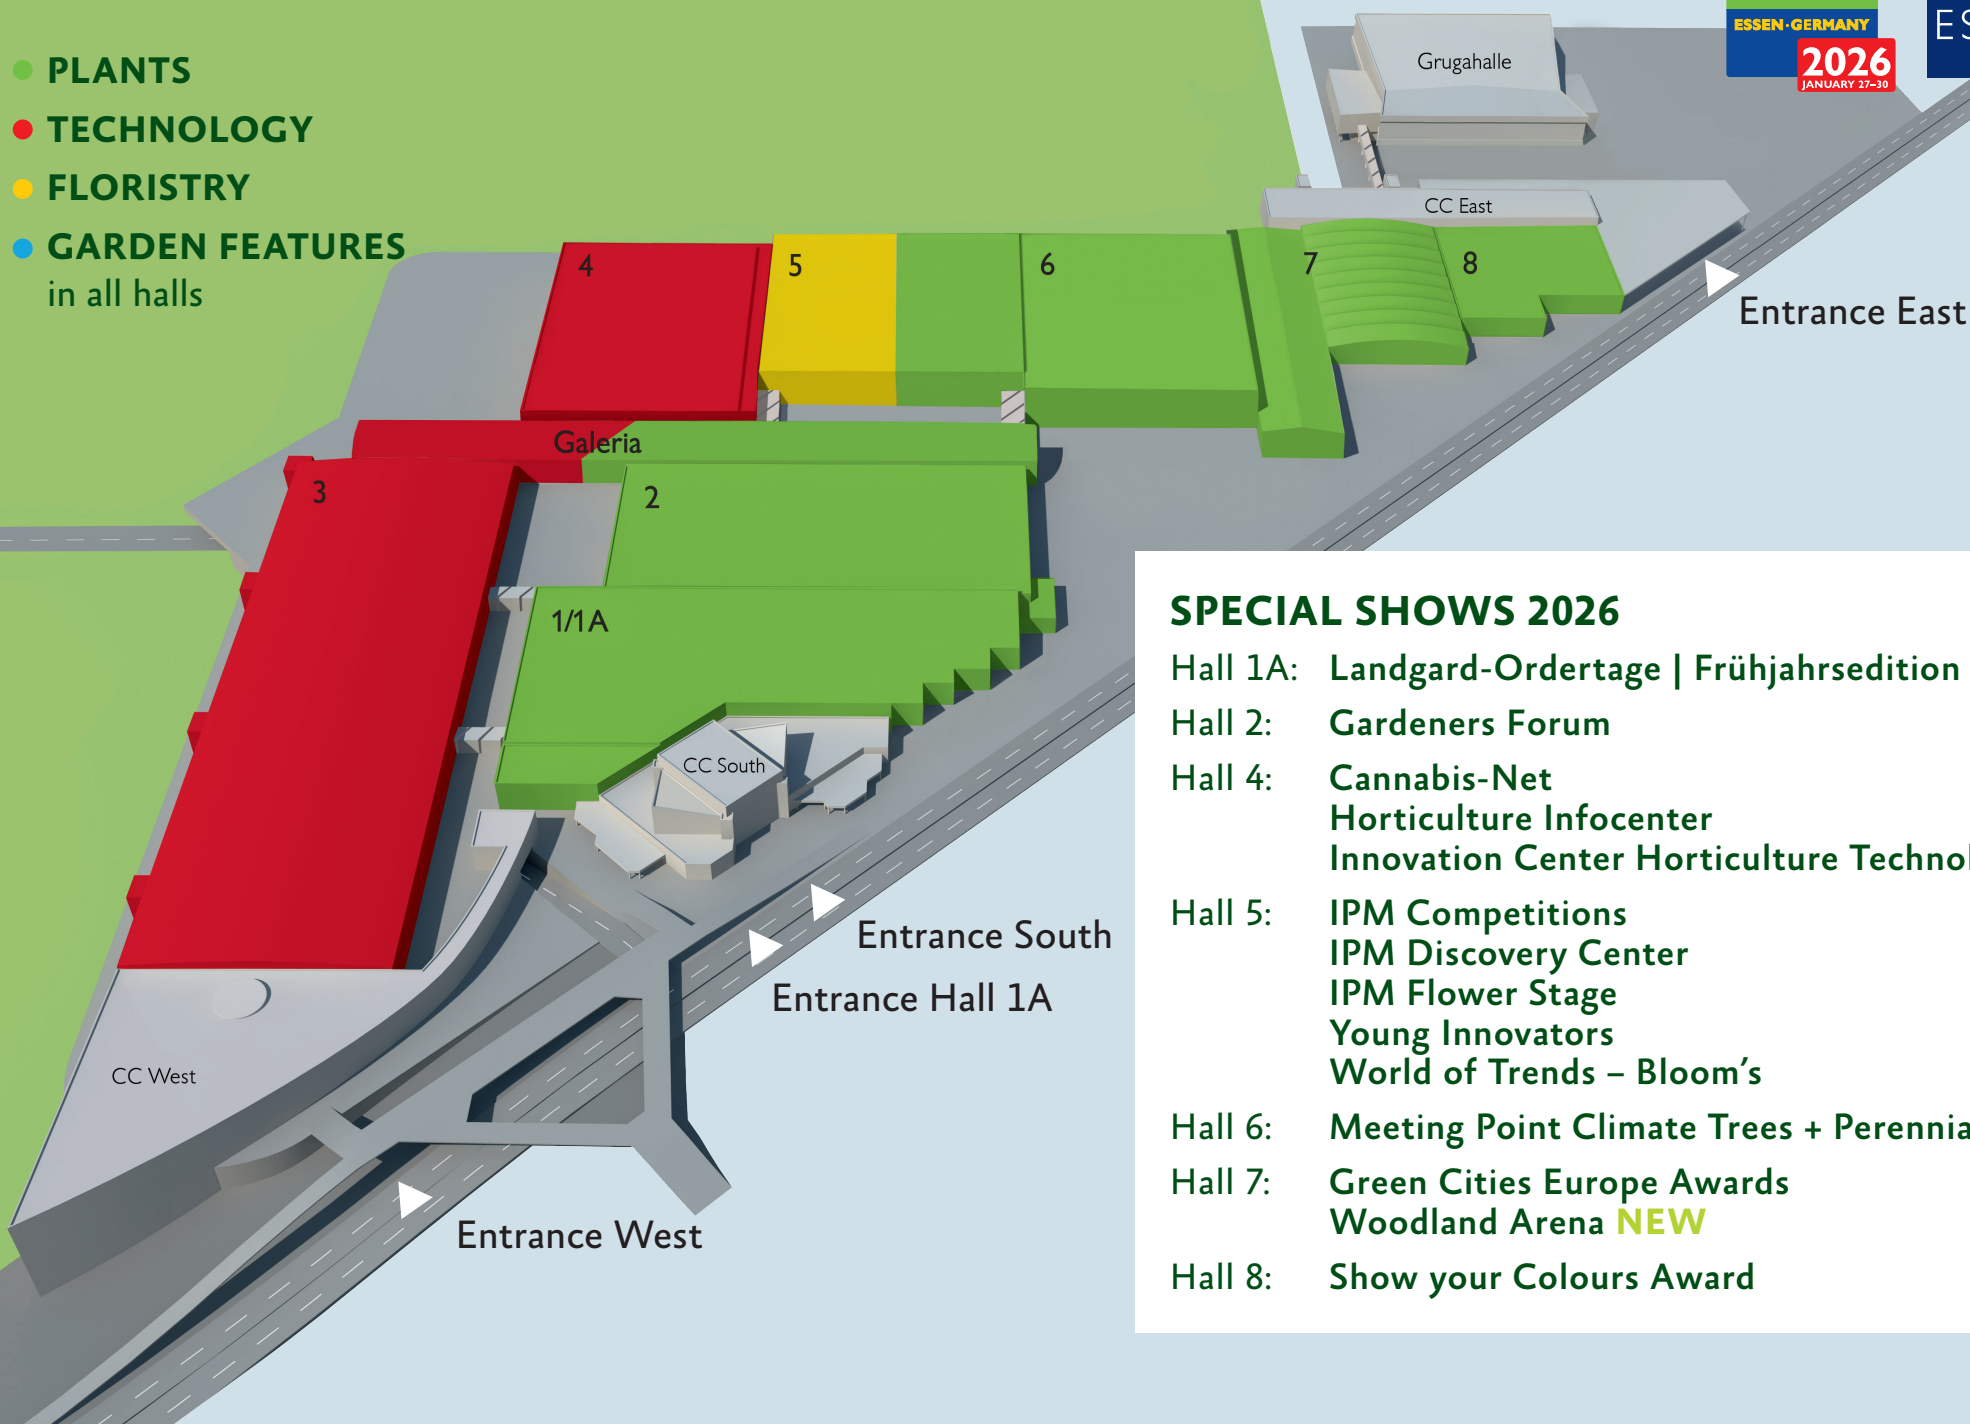 PLANTS
TECHNOLOGY
FLORISTRY
GARDEN FEATURES
in all halls
ESSEN·GERMANY
2026
JANUARY 27–30
Grugahalle
CC East
4
5
6
7
8
Entrance East
Galeria
3
2
1/1A
CC South
Entrance South
Entrance Hall 1A
CC West
Entrance West
SPECIAL SHOWS 2026
Hall 1A: Landgard-Ordertage | Frühjahrsedition
Hall 2: Gardeners Forum
Hall 4: Cannabis-Net
Horticulture Infocenter
Innovation Center Horticulture
Hall 5: IPM Competitions
IPM Discovery Center
IPM Flower Stage
Young Innovators
World of Trends – Bloom’s
Hall 6: Meeting Point Climate Trees +
Hall 7: Green Cities Europe Awards
Woodland Arena NEW
Hall 8: Show your Colours Award